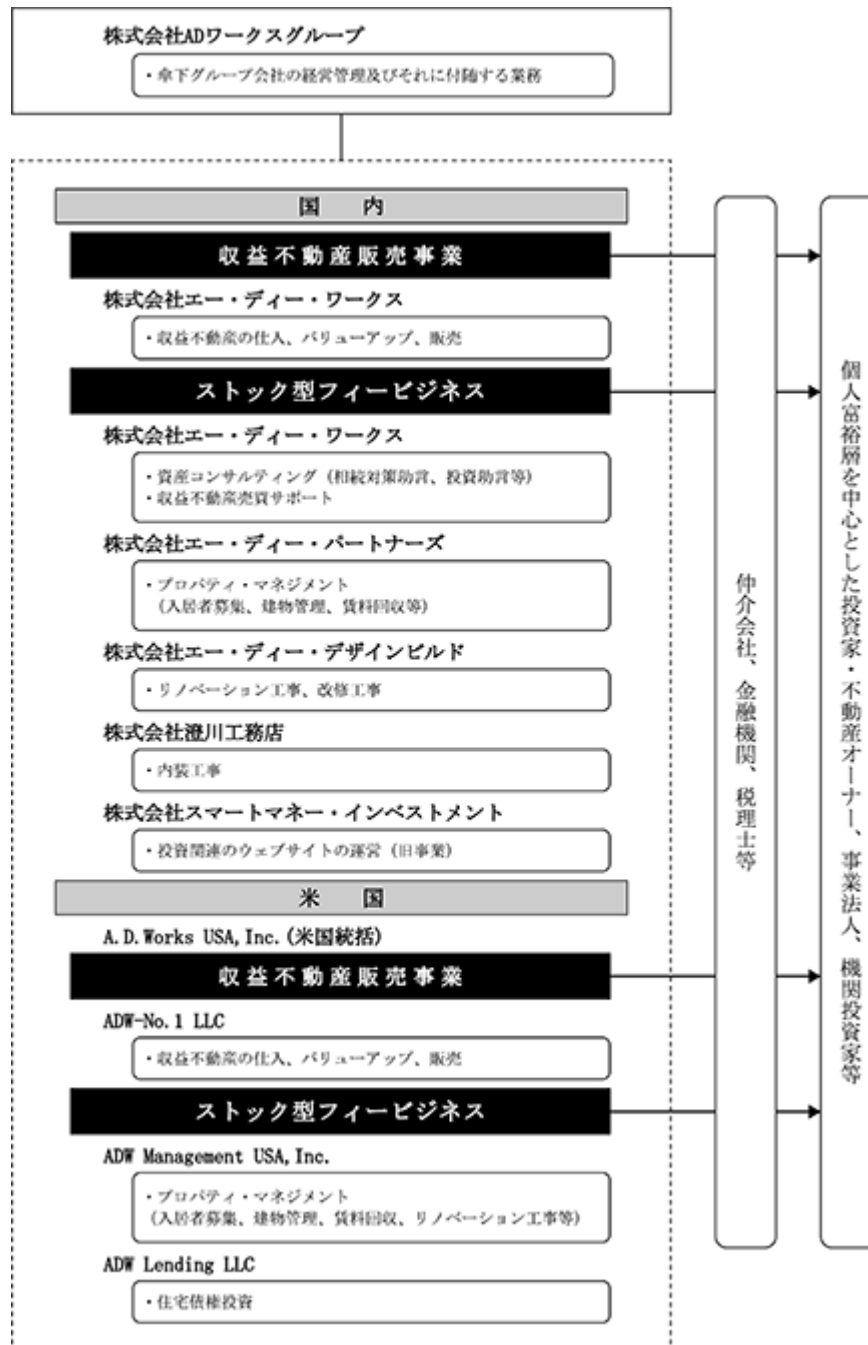 株式会社ADワークスグループ
・傘下グループ会社の経営管理及びそれに付随する業務
国 内
収益不動産販売事業
株式会社エー・ディー・ワークス
・収益不動産の仕入、バリューアップ、販売
ストック型フィービジネス
株式会社エー・ディー・ワークス
・資産コンサルティング（相続対策助言、投資助言等）
・収益不動産売買サポート
株式会社エー・ディー・パートナーズ
・プロパティ・マネジメント
（入居者募集、建物管理、賃料回収等）
株式会社エー・ディー・デザインビルド
・リノベーション工事、改修工事
株式会社澄川工務店
・内装工事
株式会社スマートマネー・インベストメント
・投資関連のウェブサイトの運営（旧事業）
米 国
A.D.Works USA,Inc.(米国統括)
収益不動産販売事業
ADW-No.1 LLC
・収益不動産の仕入、バリューアップ、販売
ストック型フィービジネス
ADW Management USA,Inc.
・プロパティ・マネジメント
（入居者募集、建物管理、賃料回収、リノベーション工事等）
ADW Lending LLC
・住宅債権投資
仲介会社、金融機関、税理士等
個人富裕層を中心とした投資家・不動産オーナー、事業法人、機関投資家等